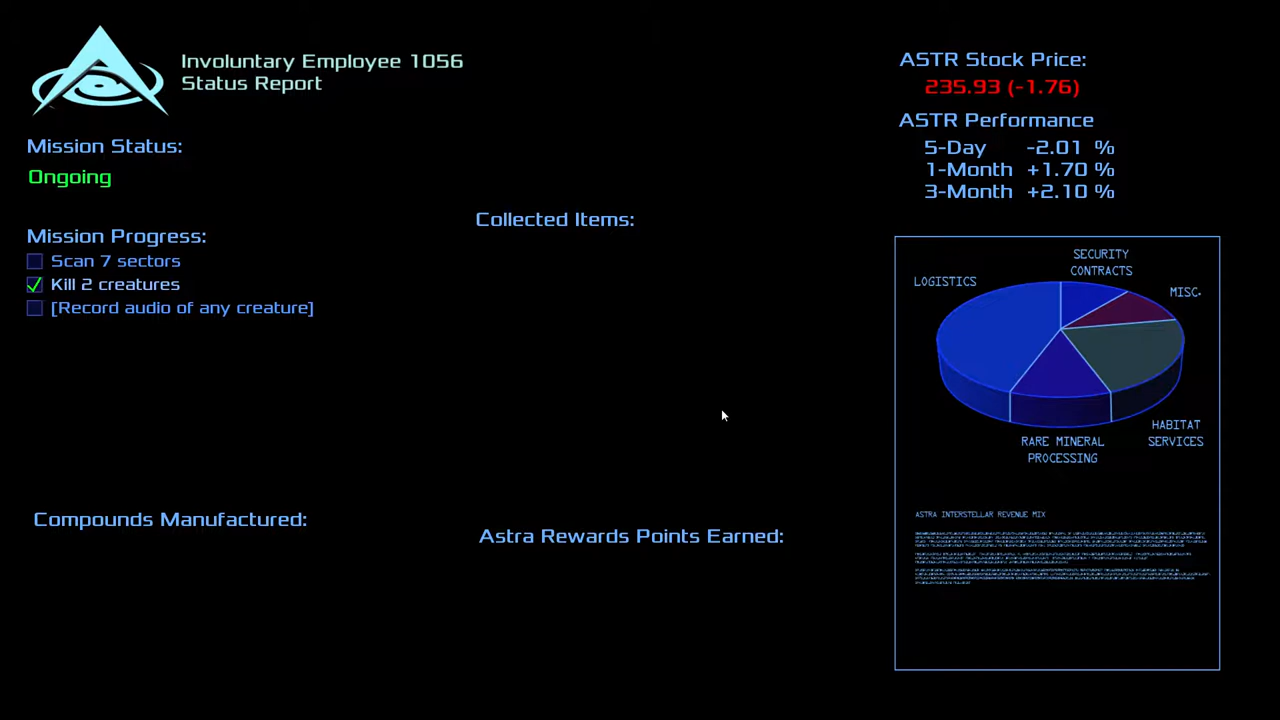 Involuntary Employee 1056
Status Report
Mission Status:
Ongoing
Mission Progress:
Scan 7 sectors
Kill 2 creatures
[Record audio of any creature]
Collected Items:
Compounds Manufactured:
Astra Rewards Points Earned:
ASTR Stock Price:
235.93 (-1.76)
ASTR Performance
5-Day -2.01 %
1-Month +1.70 %
3-Month +2.10 %
SECURITY
CONTRACTS
LOGISTICS
MISC.
HABITAT
SERVICES
RARE MINERAL
PROCESSING
ASTRA INTERSTELLAR REVENUE MIX